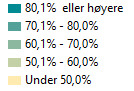 80,1% eller høyere
70,1% - 80,0%
60,1% - 70,0%
50,1% - 60,0%
Under 50,0%